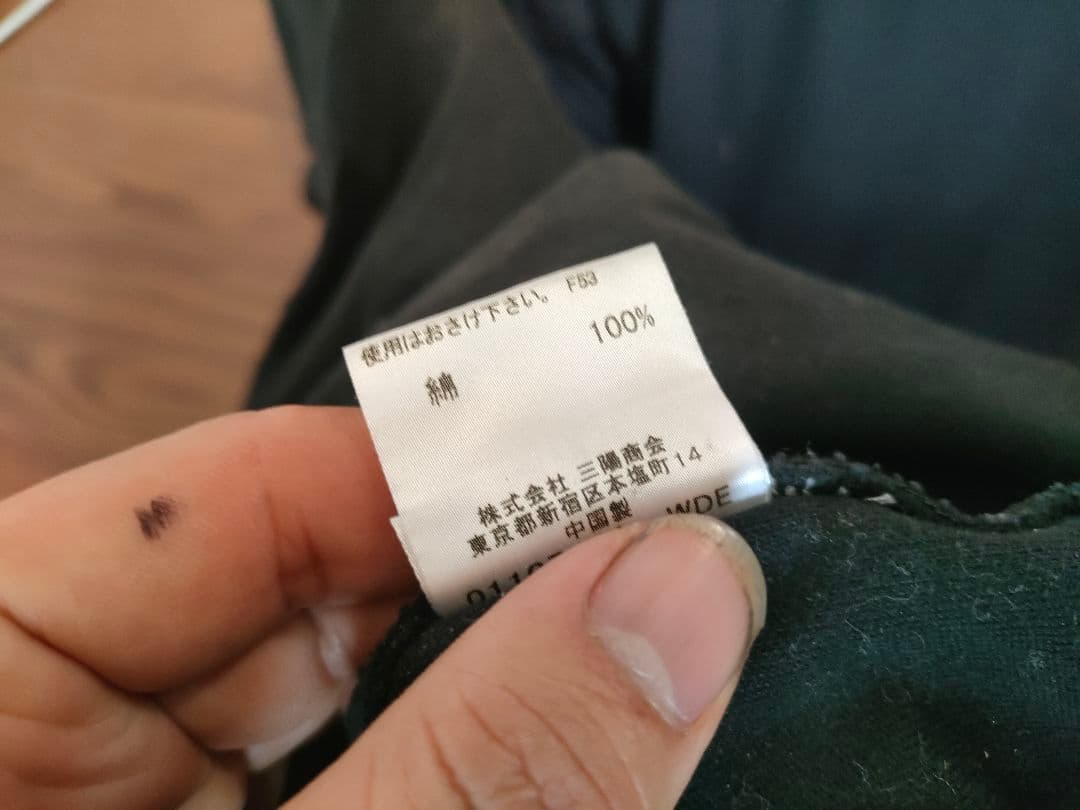 使用はおさけ下さい。 F53
綿 100%
株式会社 三陽商会
東京都新宿区本塩町14
中国製 WDE